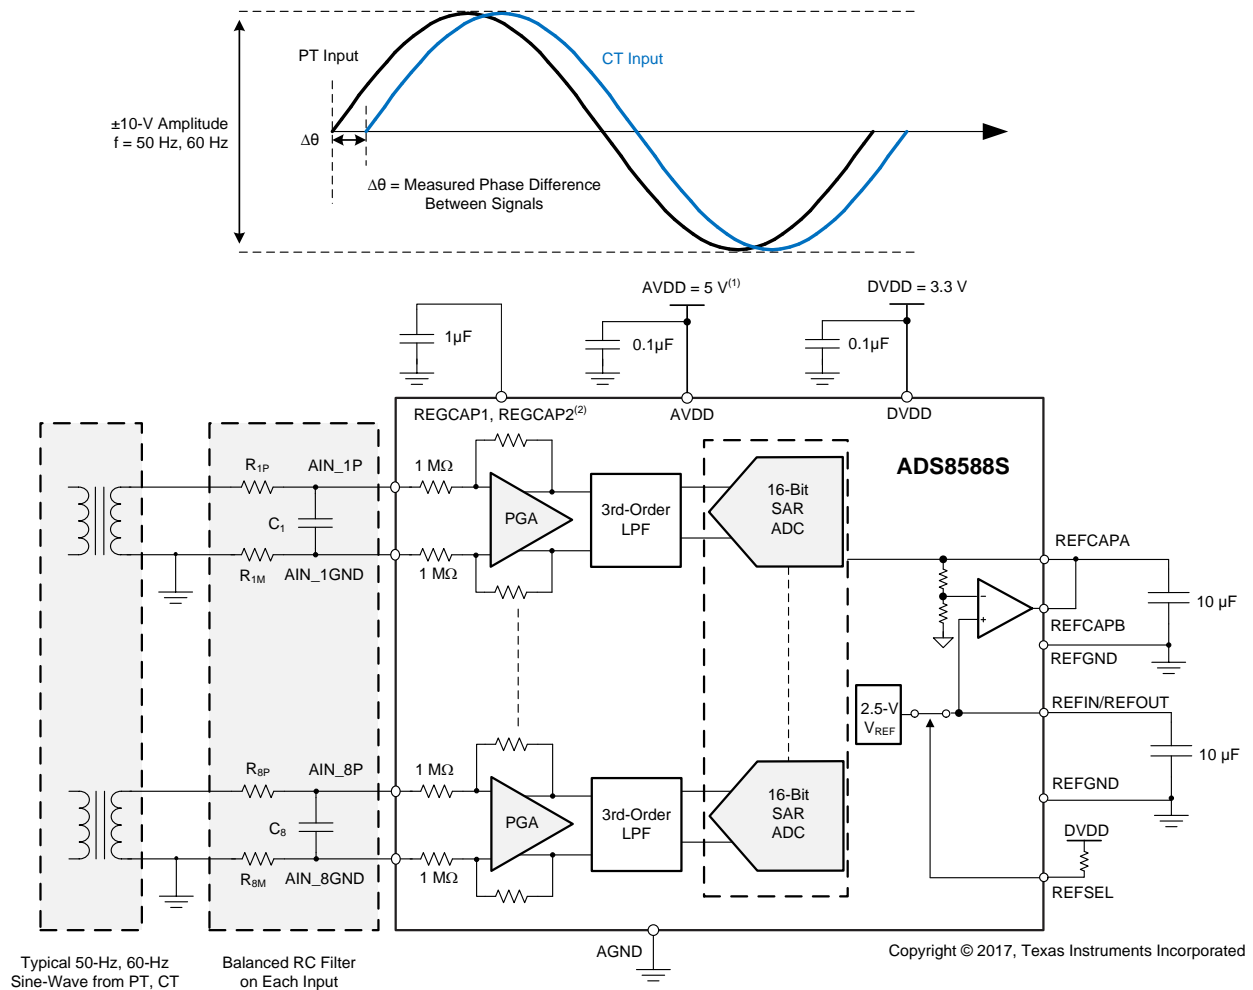 PT Input
CT Input
±10-V Amplitude
f = 50 Hz, 60 Hz
Δθ
Δθ = Measured Phase Difference
Between Signals
AVDD = 5 V(1)
DVDD = 3.3 V
1µF
0.1µF
0.1µF
REGCAP1, REGCAP2(2)
AVDD
DVDD
ADS8588S
R1P
AIN_1P
1 MΩ
C1
PGA
3rd-Order
LPF
16-Bit
SAR
ADC
R1M
AIN_1GND
1 MΩ
REFCAPA
10 µF
REFCAPB
REFGND
2.5-V
VREF
REFIN/REFOUT
10 µF
REFGND
R8P
AIN_8P
1 MΩ
C8
PGA
3rd-Order
LPF
16-Bit
SAR
ADC
R8M
AIN_8GND
1 MΩ
DVDD
REFSEL
AGND
Copyright © 2017, Texas Instruments Incorporated
Typical 50-Hz, 60-Hz
Sine-Wave from PT, CT
Balanced RC Filter
on Each Input